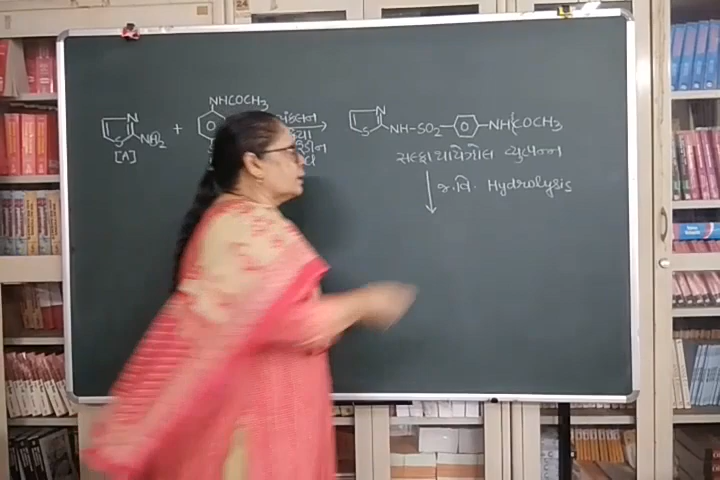 NHCOCH3
N
S
NH2
+
[A]
N
S
NH-SO2-
-NHCOCH3
સલ્ફાથાયેઝોલ વ્યુત્પન્ન
જ.વિ. Hydrolysis